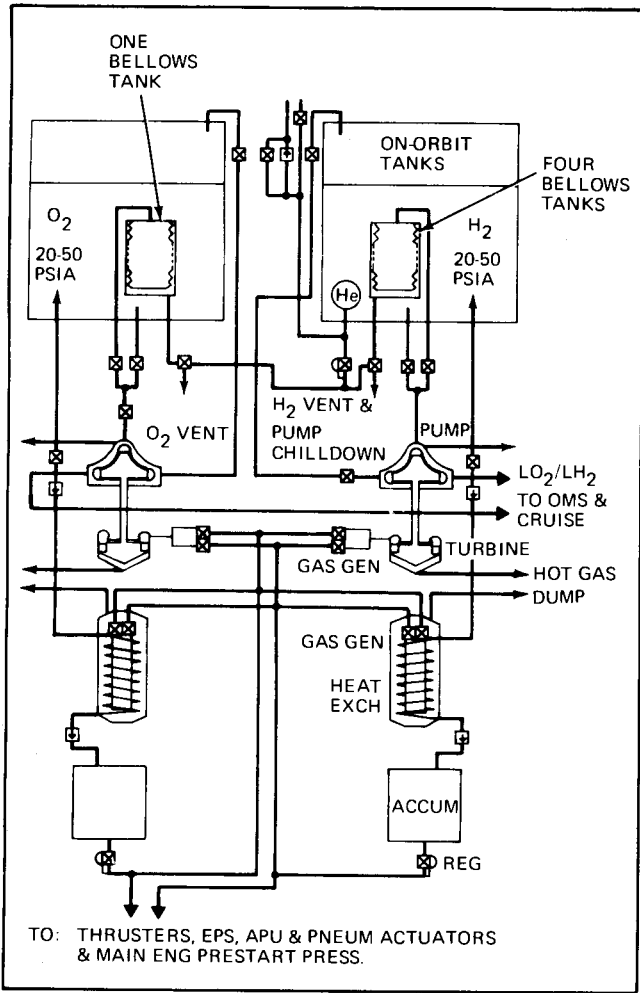 ONE
BELLOWS
TANK
ON-ORBIT
TANKS
FOUR
BELLOWS
TANKS
O2
20-50
PSIA
H2
20-50
PSIA
He
O2 VENT
H2 VENT &
PUMP
CHILLDOWN
PUMP
LO2/LH2
TO OMS &
CRUISE
TURBINE
GAS GEN
HOT GAS
DUMP
GAS GEN
HEAT
EXCH
ACCUM
REG
TO: THRUSTERS, EPS, APU & PNEUM ACTUATORS
& MAIN ENG PRESTART PRESS.